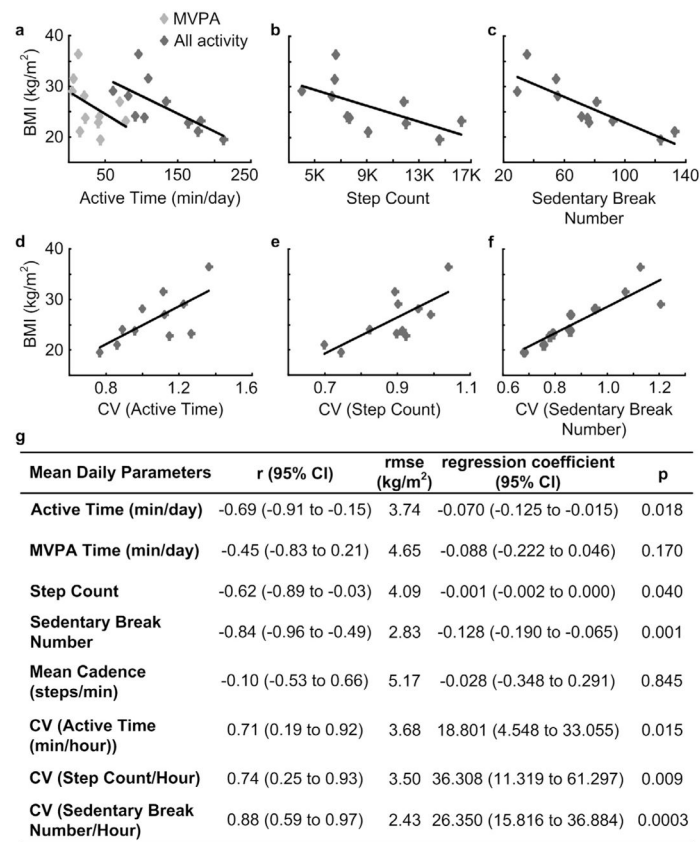 MVPA
All activity
a
b
c
40
30
20
BMI (kg/m²)
50 150 250
Active Time (min/day)
5K 9K 13K 17K
Step Count
20 60 100 140
Sedentary Break
Number
d
e
f
40
30
20
BMI (kg/m²)
0.8 1.2 1.6
CV (Active Time)
0.7 0.9 1.1
CV (Step Count)
0.6 0.8 1.0 1.2
CV (Sedentary Break
Number)
g
Mean Daily Parameters r (95% CI) rmse (kg/m²) regression coefficient (95% CI) p
Active Time (min/day) -0.69 (-0.91 to -0.15) 3.74 -0.070 (-0.125 to -0.015) 0.018
MVPA Time (min/day) -0.45 (-0.83 to 0.21) 4.65 -0.088 (-0.222 to 0.046) 0.170
Step Count -0.62 (-0.89 to -0.03) 4.09 -0.001 (-0.002 to 0.000) 0.040
Sedentary Break
Number -0.84 (-0.96 to -0.49) 2.83 -0.128 (-0.190 to -0.065) 0.001
Mean Cadence
(steps/min) -0.10 (-0.53 to 0.66) 5.17 -0.028 (-0.348 to 0.291) 0.845
CV (Active Time
(min/hour)) 0.71 (0.19 to 0.92) 3.68 18.801 (4.548 to 33.055) 0.015
CV (Step Count/Hour) 0.74 (0.25 to 0.93) 3.50 36.308 (11.319 to 61.297) 0.009
CV (Sedentary Break
Number/Hour) 0.88 (0.59 to 0.97) 2.43 26.350 (15.816 to 36.884) 0.0003